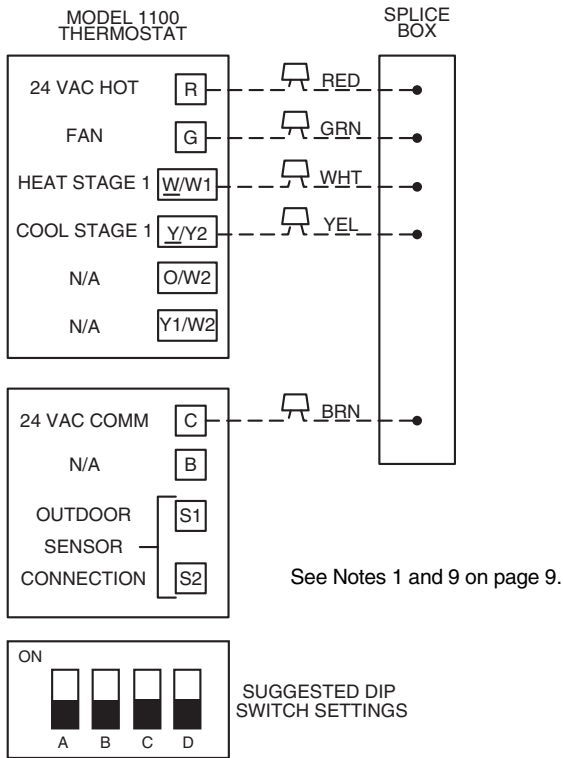 MODEL 1100
THERMOSTAT
SPLICE
BOX
24 VAC HOT R RED
FAN G GRN
HEAT STAGE 1 W/W1 WHT
COOL STAGE 1 Y/Y2 YEL
N/A O/W2
N/A Y1/W2
24 VAC COMM C BRN
N/A B
OUTDOOR S1
SENSOR
CONNECTION S2
See Notes 1 and 9 on page 9.
ON
A B C D
SUGGESTED DIP
SWITCH SETTINGS